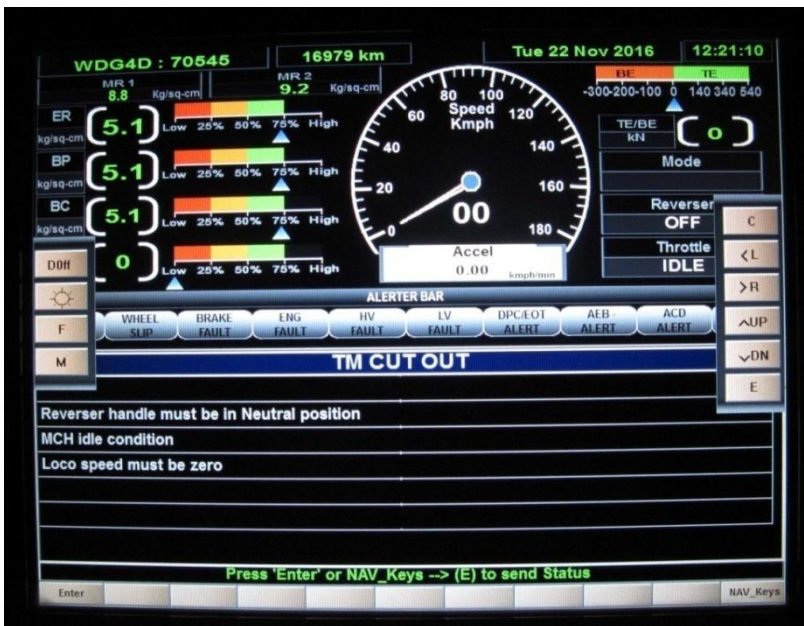 WDG4D : 70545 16979 km Tue 22 Nov 2016 12:21:10
MR 1 MR 2
8.8 Kg/sq-cm 9.2 Kg/sq-cm
BE TE
-300-200-100 0 140 340 540
ER
kg/sq-cm
5.1
Low 25% 50% 75% High
BP
kg/sq-cm
5.1
Low 25% 50% 75% High
BC
kg/sq-cm
5.1
Low 25% 50% 75% High
0
Low 25% 50% 75% High
0 20 40 60 80 100 120 140 160 180
Speed
Kmph
00
Accel
0.00 kmph/min
TE/BE
kN
0
Mode
Reverser
OFF
Throttle
IDLE
DOff
F
M
C
<L
>R
UP
DN
E
ALERTER BAR
WHEEL SLIP
BRAKE FAULT
ENG FAULT
HV FAULT
LV FAULT
DPC/EOT ALERT
AEB - ALERT
ACD ALERT
TM CUT OUT
Reverser handle must be in Neutral position
MCH idle condition
Loco speed must be zero
Press 'Enter' or NAV_Keys --> (E) to send Status
Enter NAV_Keys